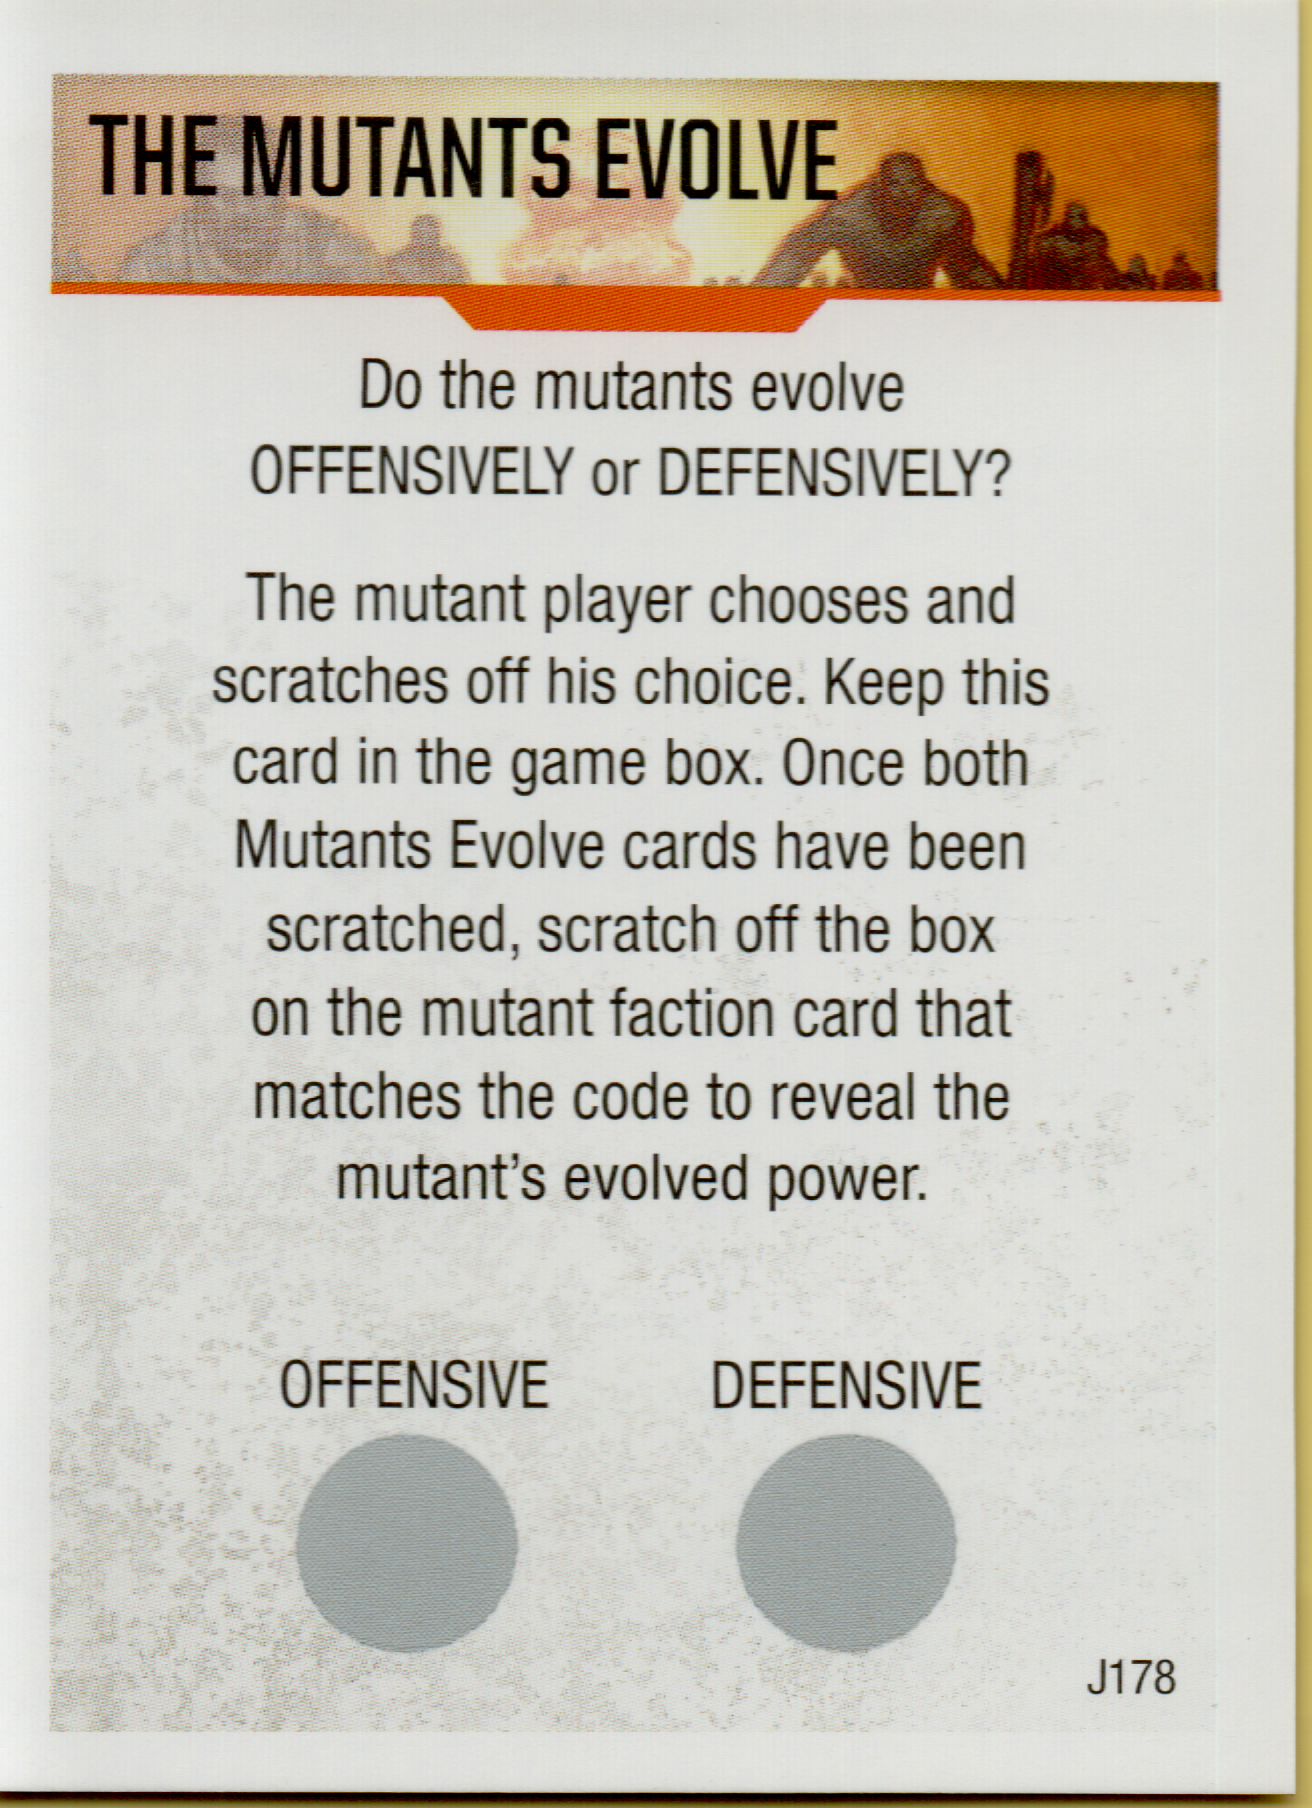 THE MUTANTS EVOLVE
Do the mutants evolve
OFFENSIVELY or DEFENSIVELY?
The mutant player chooses and
scratches off his choice. Keep this
card in the game box. Once both
Mutants Evolve cards have been
scratched, scratch off the box
on the mutant faction card that
matches the code to reveal the
mutant’s evolved power.
OFFENSIVE DEFENSIVE
J178